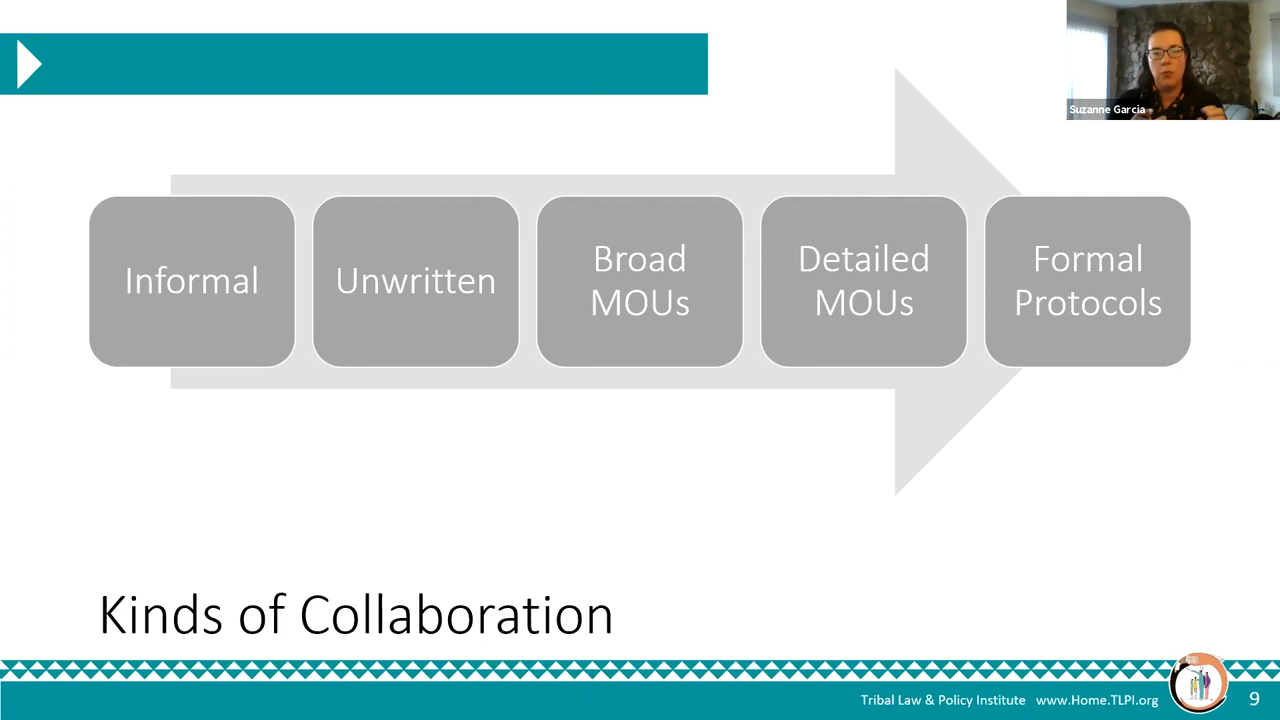 Suzanne Garcia
Informal
Unwritten
Broad
MOUs
Detailed
MOUs
Formal
Protocols
Kinds of Collaboration
Tribal Law & Policy Institute www.Home.TLPI.org
9